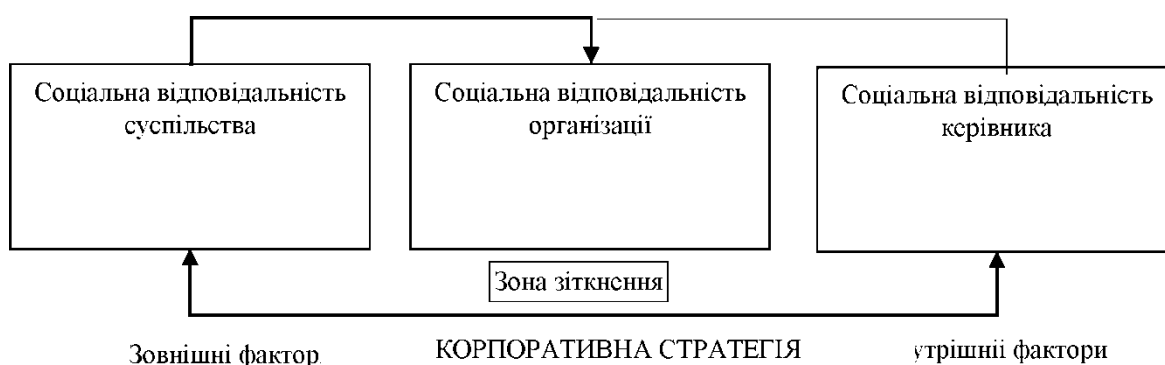 Соціальна відповідальність
суспільства
Соціальна відповідальність
організації
Соціальна відповідальність
керівника
Зона зіткнення
Зовнішні фактор
КОРПОРАТИВНА СТРАТЕГІЯ
утрішні фактори